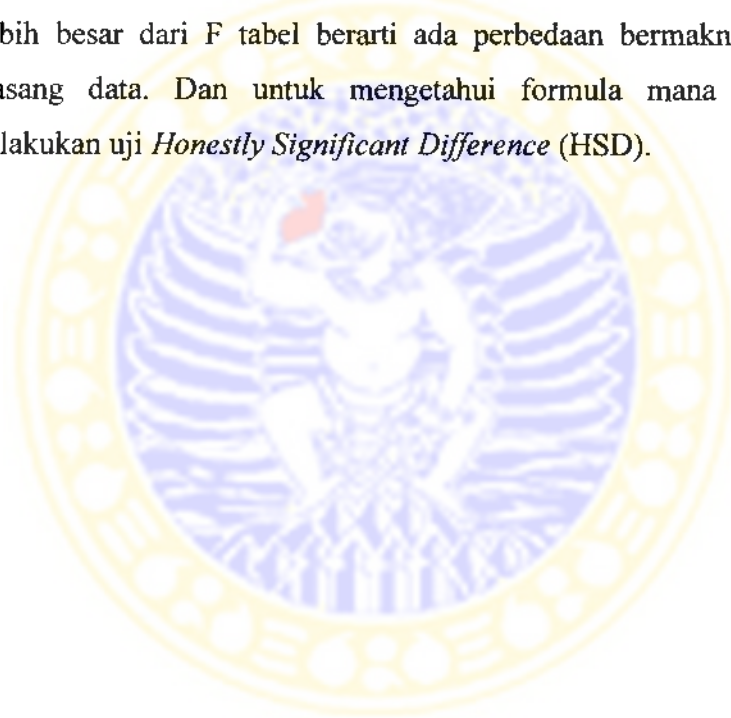 bih besar dari F tabel berarti ada perbedaan bermakn
asang data. Dan untuk mengetahui formula mana
lakukan uji Honestly Significant Difference (HSD).